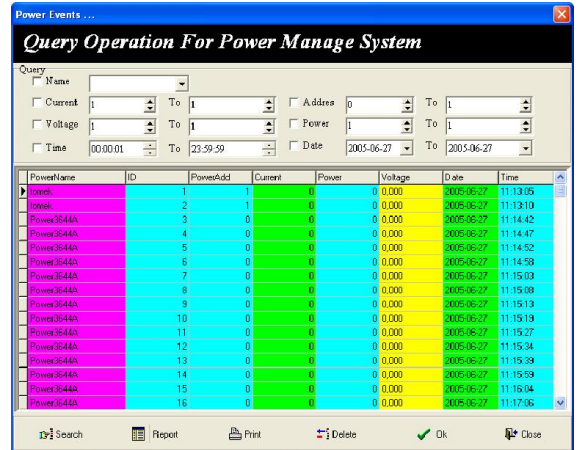 Power Events ...
Query Operation For Power Manage System
Query
Name
Current 1 To 1 Addres 0 To 1
Voltage 1 To 1 Power 1 To 1
Time 00:00:01 To 23:59:59 Date 2005-06-27 To 2005-06-27
PowerName ID PowerAdd Current Power Voltage Date Time
tomek 1 1 0 0 0,000 2005-06-27 11:13:05
tomek 2 1 0 0 0,000 2005-06-27 11:13:10
Power3644A 3 0 0 0 0,000 2005-06-27 11:14:42
Power3644A 4 0 0 0 0,000 2005-06-27 11:14:47
Power3644A 5 0 0 0 0,000 2005-06-27 11:14:52
Power3644A 6 0 0 0 0,000 2005-06-27 11:14:58
Power3644A 7 0 0 0 0,000 2005-06-27 11:15:03
Power3644A 8 0 0 0 0,000 2005-06-27 11:15:08
Power3644A 9 0 0 0 0,000 2005-06-27 11:15:13
Power3644A 10 0 0 0 0,000 2005-06-27 11:15:19
Power3644A 11 0 0 0 0,000 2005-06-27 11:15:27
Power3644A 12 0 0 0 0,000 2005-06-27 11:15:34
Power3644A 13 0 0 0 0,000 2005-06-27 11:15:39
Power3644A 14 0 0 0 0,000 2005-06-27 11:15:59
Power3644A 15 0 0 0 0,000 2005-06-27 11:16:04
Power3644A 16 0 0 0 0,000 2005-06-27 11:17:06
Search Report Print Delete Ok Close